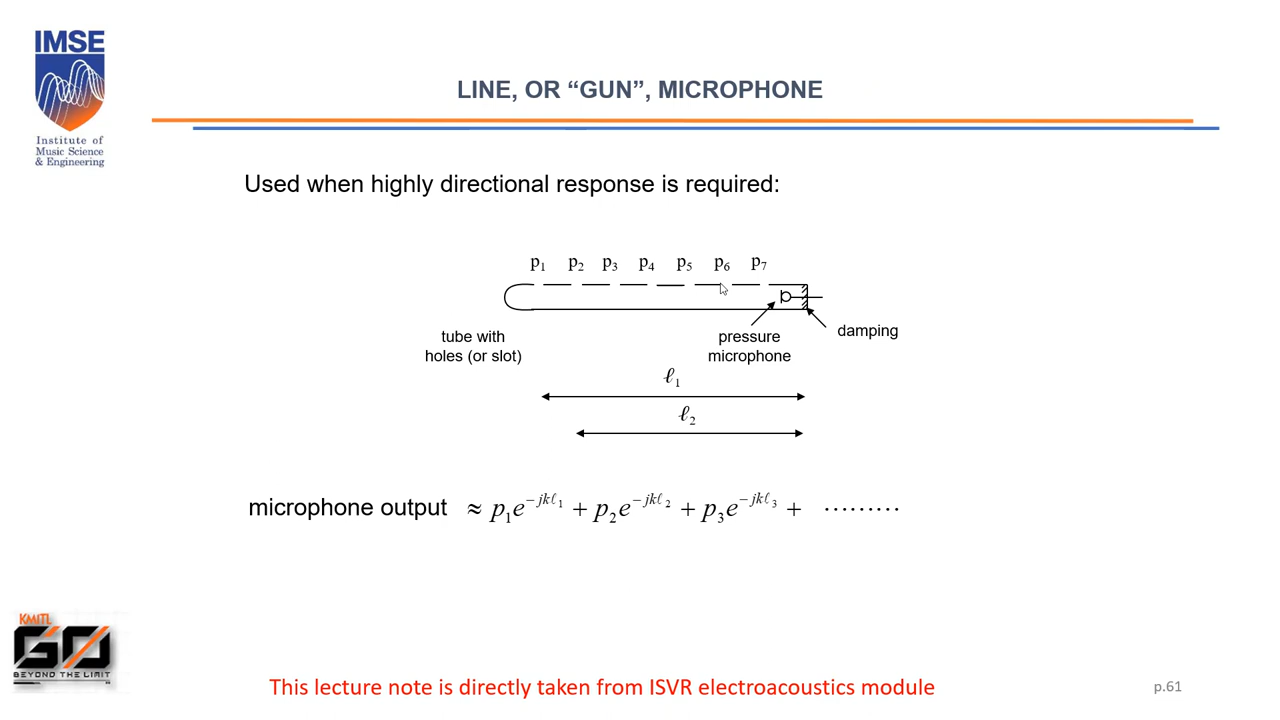 IMSE
Institute of
Music Science
& Engineering
LINE, OR “GUN”, MICROPHONE
Used when highly directional response is required:
p₁ p₂ p₃ p₄ p₅ p₆ p₇
tube with
holes (or slot)
pressure
microphone
damping
ℓ₁
ℓ₂
microphone output ≈ p₁e^{-jkℓ₁} + p₂e^{-jkℓ₂} + p₃e^{-jkℓ₃} + ⋯⋯⋯
KMITL
GO
BEYOND THE LIMIT
This lecture note is directly taken from ISVR electroacoustics module
p.61